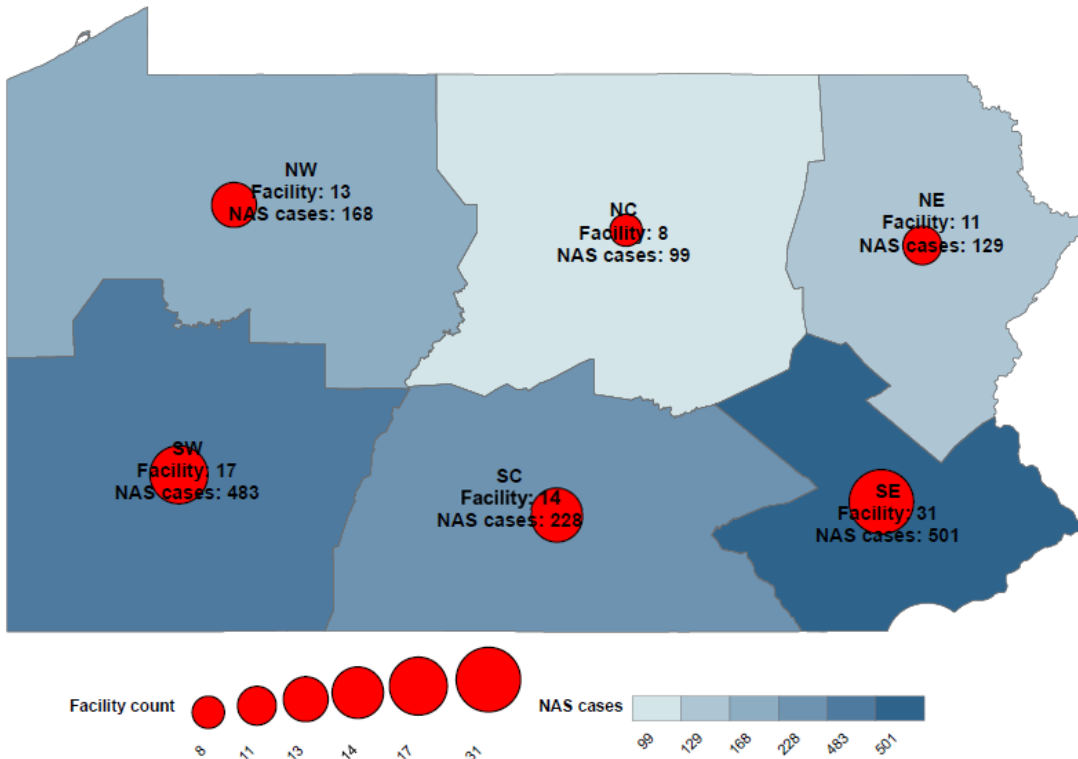 NW
Facility: 13
NAS cases: 168
NC
Facility: 8
NAS cases: 99
NE
Facility: 11
NAS cases: 129
SW
Facility: 17
NAS cases: 483
SC
Facility: 14
NAS cases: 228
SE
Facility: 31
NAS cases: 501
Facility count
8 11 13 14 17 31
NAS cases
99 129 168 228 483 501